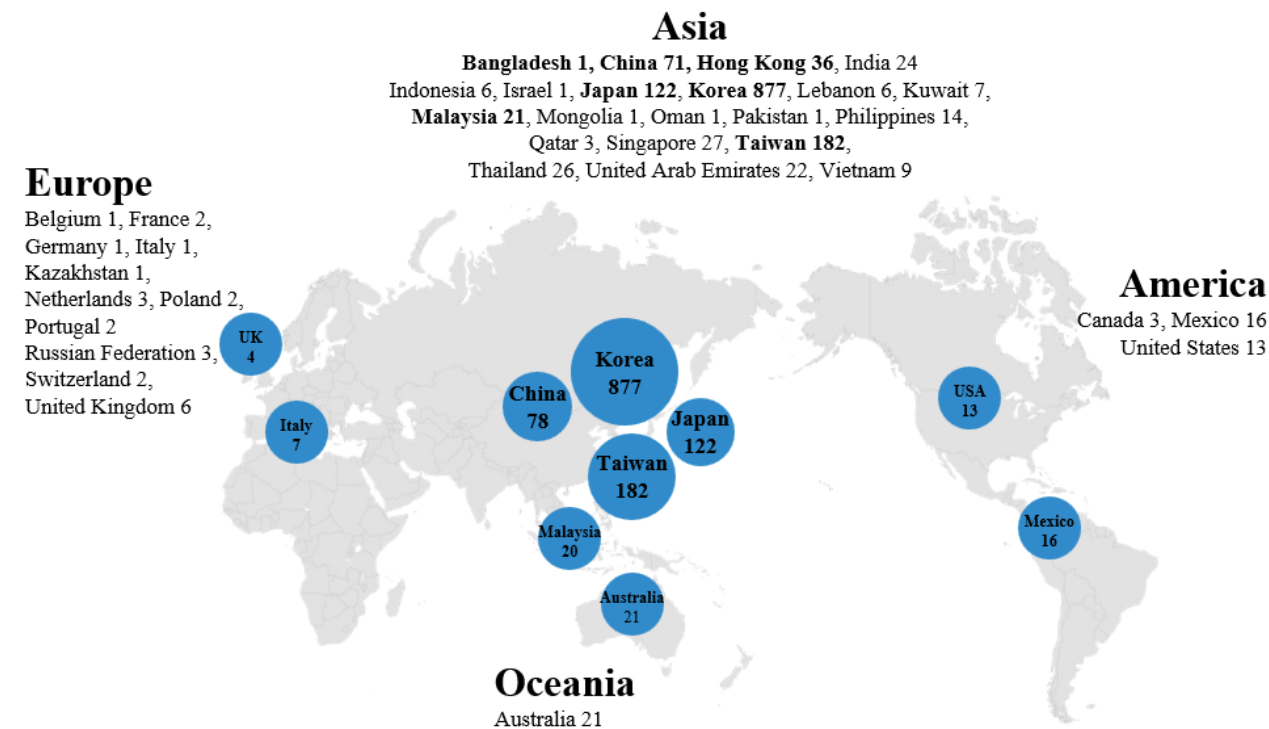 Asia
Bangladesh 1, China 71, Hong Kong 36, India 24
Indonesia 6, Israel 1, Japan 122, Korea 877, Lebanon 6, Kuwait 7,
Malaysia 21, Mongolia 1, Oman 1, Pakistan 1, Philippines 14,
Qatar 3, Singapore 27, Taiwan 182,
Thailand 26, United Arab Emirates 22, Vietnam 9
Europe
Belgium 1, France 2,
Germany 1, Italy 1,
Kazakhstan 1,
Netherlands 3, Poland 2,
Portugal 2
Russian Federation 3,
Switzerland 2,
United Kingdom 6
America
Canada 3, Mexico 16
United States 13
UK
4
Italy
7
China
78
Korea
877
Japan
122
Taiwan
182
Malaysia
20
Australia
21
USA
13
Mexico
16
Oceania
Australia 21